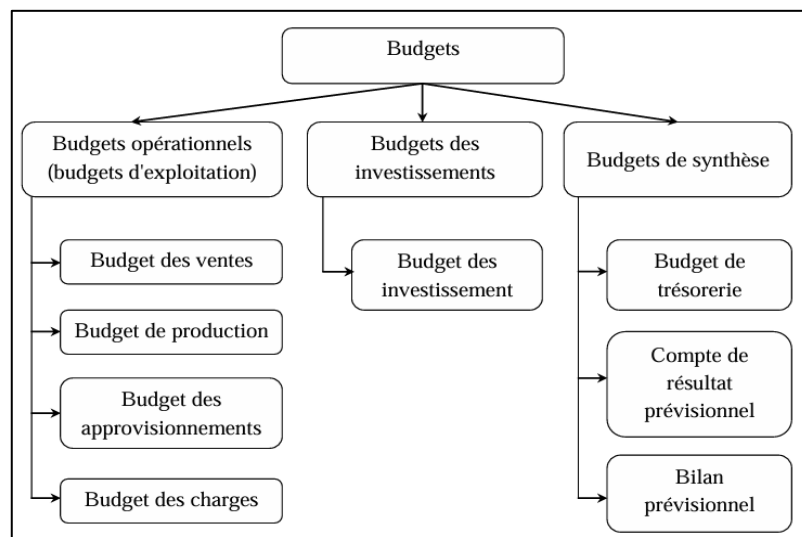 Budgets
Budgets opérationnels
(budgets d'exploitation)
Budgets des
investissements
Budgets de synthèse
Budget des ventes
Budget de production
Budget des
approvisionnements
Budget des charges
Budget des
investissement
Budget de
trésorerie
Compte de
résultat
prévisionnel
Bilan
prévisionnel